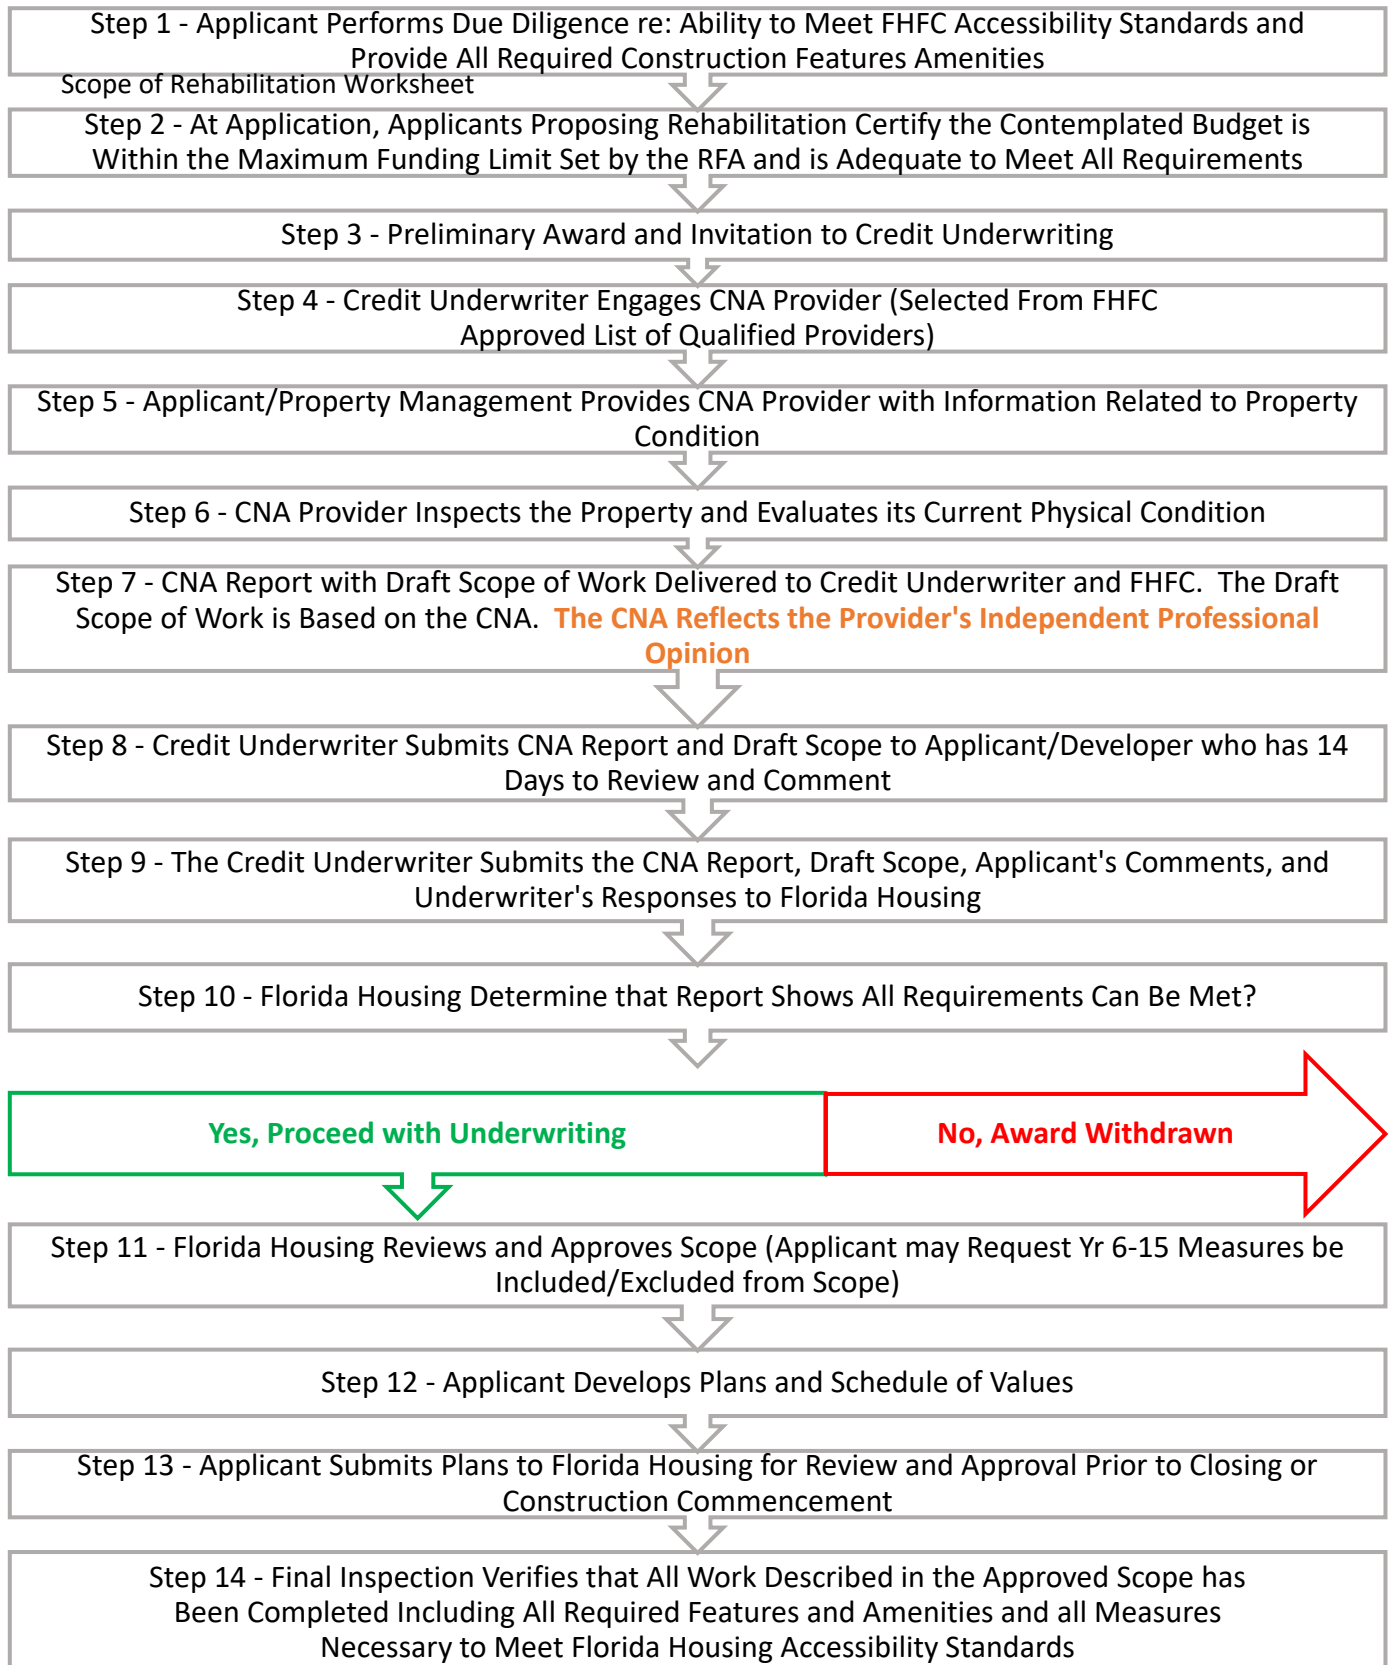 Step 1 - Applicant Performs Due Diligence re: Ability to Meet FHFC Accessibility Standards and
Provide All Required Construction Features Amenities
Scope of Rehabilitation Worksheet
Step 2 - At Application, Applicants Proposing Rehabilitation Certify the Contemplated Budget is
Within the Maximum Funding Limit Set by the RFA and is Adequate to Meet All Requirements
Step 3 - Preliminary Award and Invitation to Credit Underwriting
Step 4 - Credit Underwriter Engages CNA Provider (Selected From FHFC
Approved List of Qualified Providers)
Step 5 - Applicant/Property Management Provides CNA Provider with Information Related to Property
Condition
Step 6 - CNA Provider Inspects the Property and Evaluates its Current Physical Condition
Step 7 - CNA Report with Draft Scope of Work Delivered to Credit Underwriter and FHFC.  The Draft
Scope of Work is Based on the CNA.  The CNA Reflects the Provider's Independent Professional
Opinion
Step 8 - Credit Underwriter Submits CNA Report and Draft Scope to Applicant/Developer who has 14
Days to Review and Comment
Step 9 - The Credit Underwriter Submits the CNA Report, Draft Scope, Applicant's Comments, and
Underwriter's Responses to Florida Housing
Step 10 - Florida Housing Determine that Report Shows All Requirements Can Be Met?
Yes, Proceed with Underwriting
No, Award Withdrawn
Step 11 - Florida Housing Reviews and Approves Scope (Applicant may Request Yr 6-15 Measures be
Included/Excluded from Scope)
Step 12 - Applicant Develops Plans and Schedule of Values
Step 13 - Applicant Submits Plans to Florida Housing for Review and Approval Prior to Closing or
Construction Commencement
Step 14 - Final Inspection Verifies that All Work Described in the Approved Scope has
Been Completed Including All Required Features and Amenities and all Measures
Necessary to Meet Florida Housing Accessibility Standards